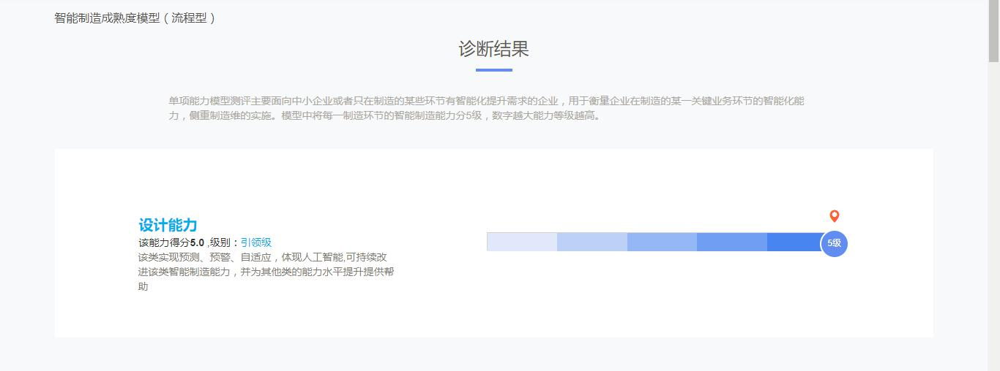 智能制造成熟度模型（流程型）
诊断结果
单项能力模型测评主要面向中小企业或者只在制造的某些环节有智能化提升需求的企业，用于衡量企业在制造的某一关键业务环节的智能化能
力，侧重制造维的实施。模型中将每一制造环节的智能制造能力分5级，数字越大能力等级越高。
设计能力
该能力得分5.0 ,级别：引领级
5级
该类实现预测、预警、自适应，体现人工智能,可持续改
进该类智能制造能力，并为其他类的能力水平提升提供帮
助